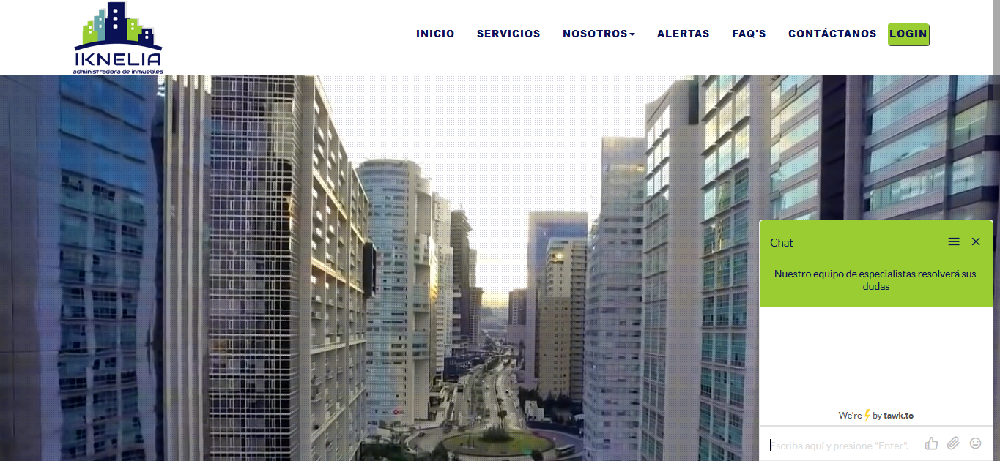 IKNELIA
administradora de inmuebles
INICIO SERVICIOS NOSOTROS ALERTAS FAQ'S CONTÁCTANOS LOGIN
Chat
Nuestro equipo de especialistas resolverá sus
dudas
We're by tawk.to
Escriba aquí y presione "Enter".